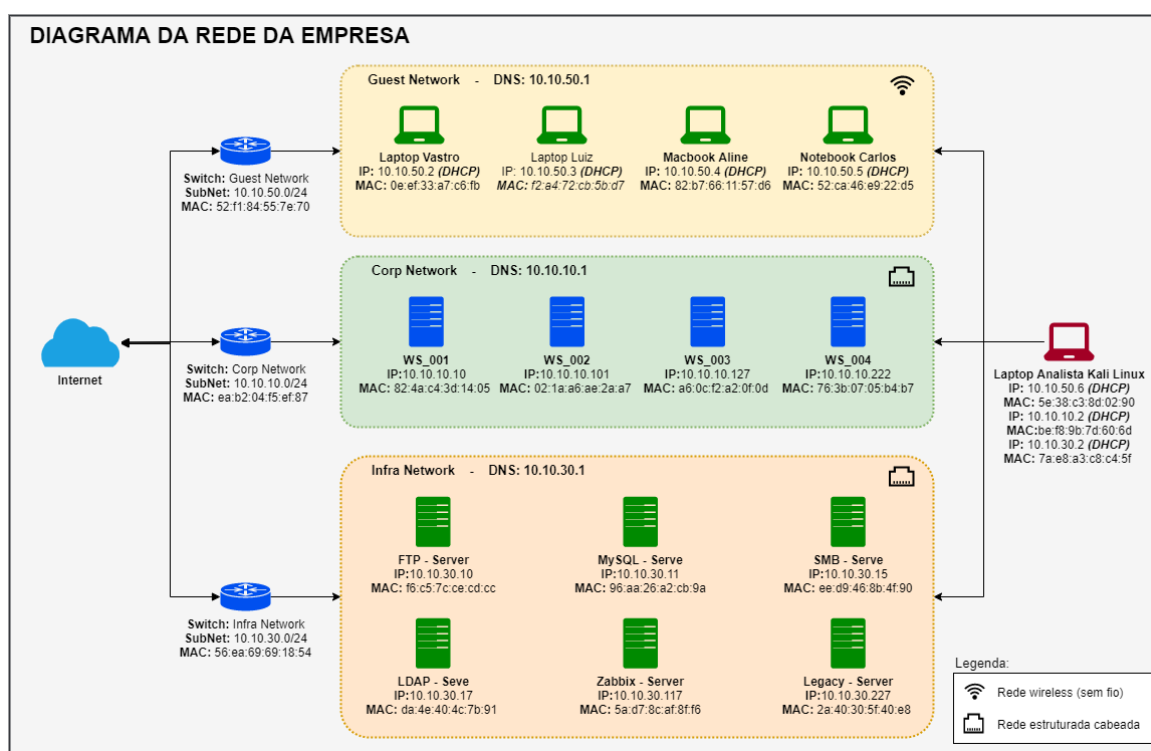 DIAGRAMA DA REDE DA EMPRESA
Guest Network - DNS: 10.10.50.1
Laptop Vastro
IP: 10.10.50.2 (DHCP)
MAC: 0e:ef:33:a7:c6:fb
Laptop Luiz
IP: 10.10.50.3 (DHCP)
MAC: f2:a4:72:cb:5b:d7
Macbook Aline
IP: 10.10.50.4 (DHCP)
MAC: 82:b7:66:11:57:d6
Notebook Carlos
IP: 10.10.50.5 (DHCP)
MAC: 52:ca:46:e9:22:d5
Switch: Guest Network
SubNet: 10.10.50.0/24
MAC: 52:f1:84:55:7e:70
Corp Network - DNS: 10.10.10.1
WS_001
IP:10.10.10.10
MAC: 82:4a:c4:3d:14:05
WS_002
IP:10.10.10.101
MAC: 02:1a:a6:ae:2a:a7
WS_003
IP:10.10.10.127
MAC: a6:0c:f2:a2:0f:0d
WS_004
IP:10.10.10.222
MAC: 76:3b:07:05:b4:b7
Internet
Switch: Corp Network
SubNet: 10.10.10.0/24
MAC: ea:b2:04:f5:ef:87
Laptop Analista Kali Linux
IP: 10.10.50.6 (DHCP)
MAC: 5e:38:c3:8d:02:90
IP: 10.10.10.2 (DHCP)
MAC:be:f8:9b:7d:60:6d
IP: 10.10.30.2 (DHCP)
MAC: 7a:e8:a3:c8:c4:5f
Infra Network - DNS: 10.10.30.1
FTP - Server
IP:10.10.30.10
MAC: f6:c5:7c:ce:cd:cc
MySQL - Serve
IP:10.10.30.11
MAC: 96:aa:26:a2:cb:9a
SMB - Serve
IP:10.10.30.15
MAC: ee:d9:46:8b:4f:90
Switch: Infra Network
SubNet: 10.10.30.0/24
MAC: 56:ea:69:69:18:54
LDAP - Seve
IP:10.10.30.17
MAC: da:4e:40:4c:7b:91
Zabbix - Server
IP:10.10.30.117
MAC: 5a:d7:8c:af:8f:f6
Legacy - Server
IP:10.10.30.227
MAC: 2a:40:30:5f:40:e8
Legenda:
Rede wireless (sem fio)
Rede estruturada cabeada